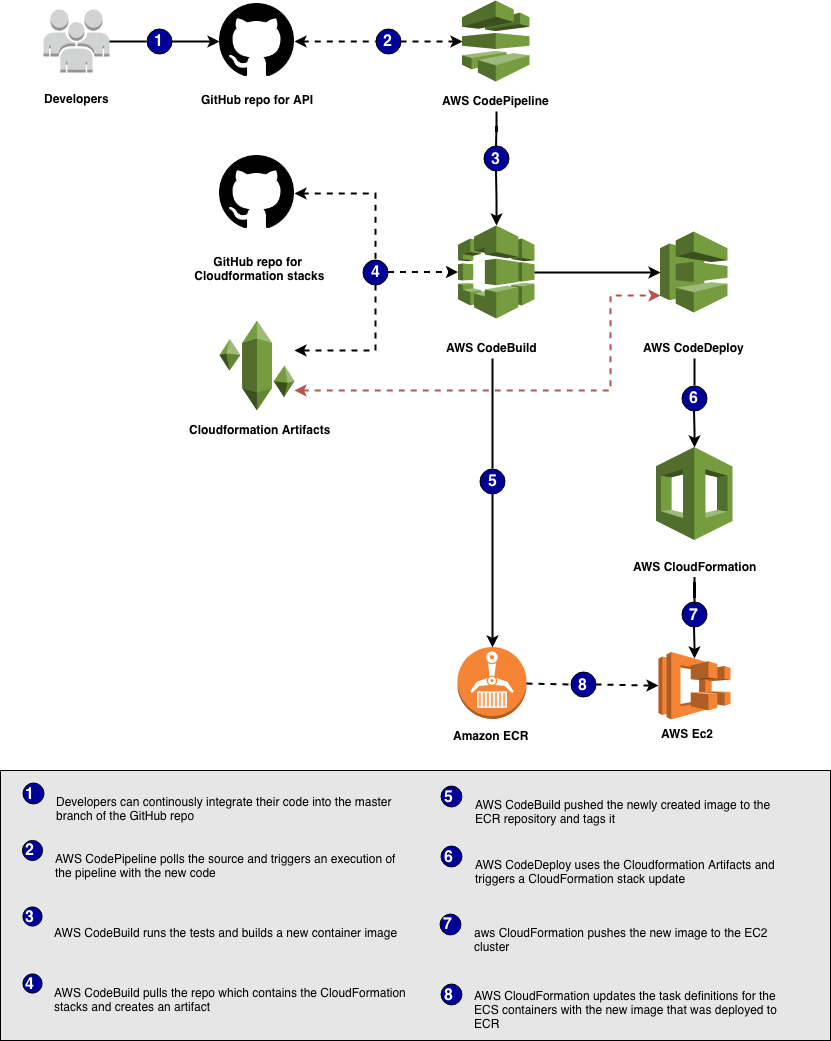 1
2
Developers
GitHub repo for API
AWS CodePipeline
3
GitHub repo for
Cloudformation stacks
4
AWS CodeBuild
AWS CodeDeploy
Cloudformation Artifacts
6
5
AWS CloudFormation
7
8
Amazon ECR
AWS Ec2
1
Developers can continously integrate their code into the master
branch of the GitHub repo
2
AWS CodePipeline polls the source and triggers an execution of
the pipeline with the new code
3
AWS CodeBuild runs the tests and builds a new container image
4
AWS CodeBuild pulls the repo which contains the CloudFormation
stacks and creates an artifact
5
AWS CodeBuild pushed the newly created image to the
ECR repository and tags it
6
AWS CodeDeploy uses the Cloudformation Artifacts and
triggers a CloudFormation stack update
7
aws CloudFormation pushes the new image to the EC2
cluster
8
AWS CloudFormation updates the task definitions for the
ECS containers with the new image that was deployed to
ECR